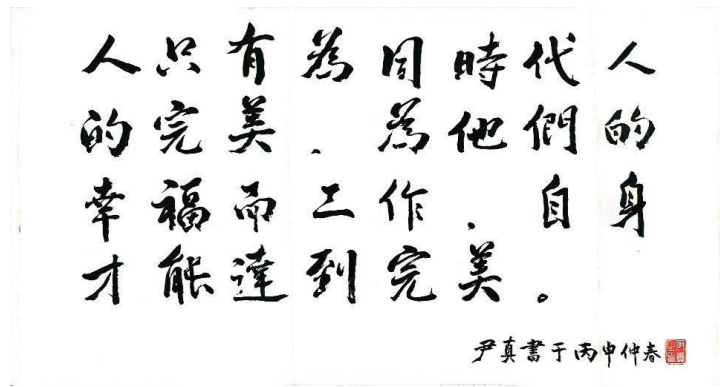 人只有為同時代人
的完美、為他們的
幸福而工作、自身
才能達到完美。
尹真書于丙申仲春